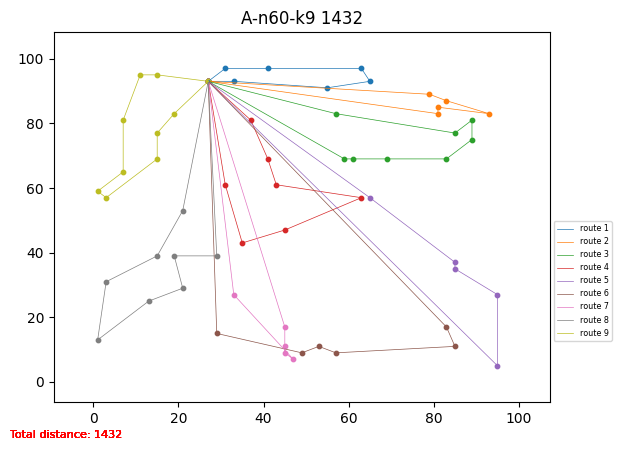 A-n60-k9 1432
100
80
60
40
20
0
0 20 40 60 80 100
route 1
route 2
route 3
route 4
route 5
route 6
route 7
route 8
route 9
Total distance: 1432